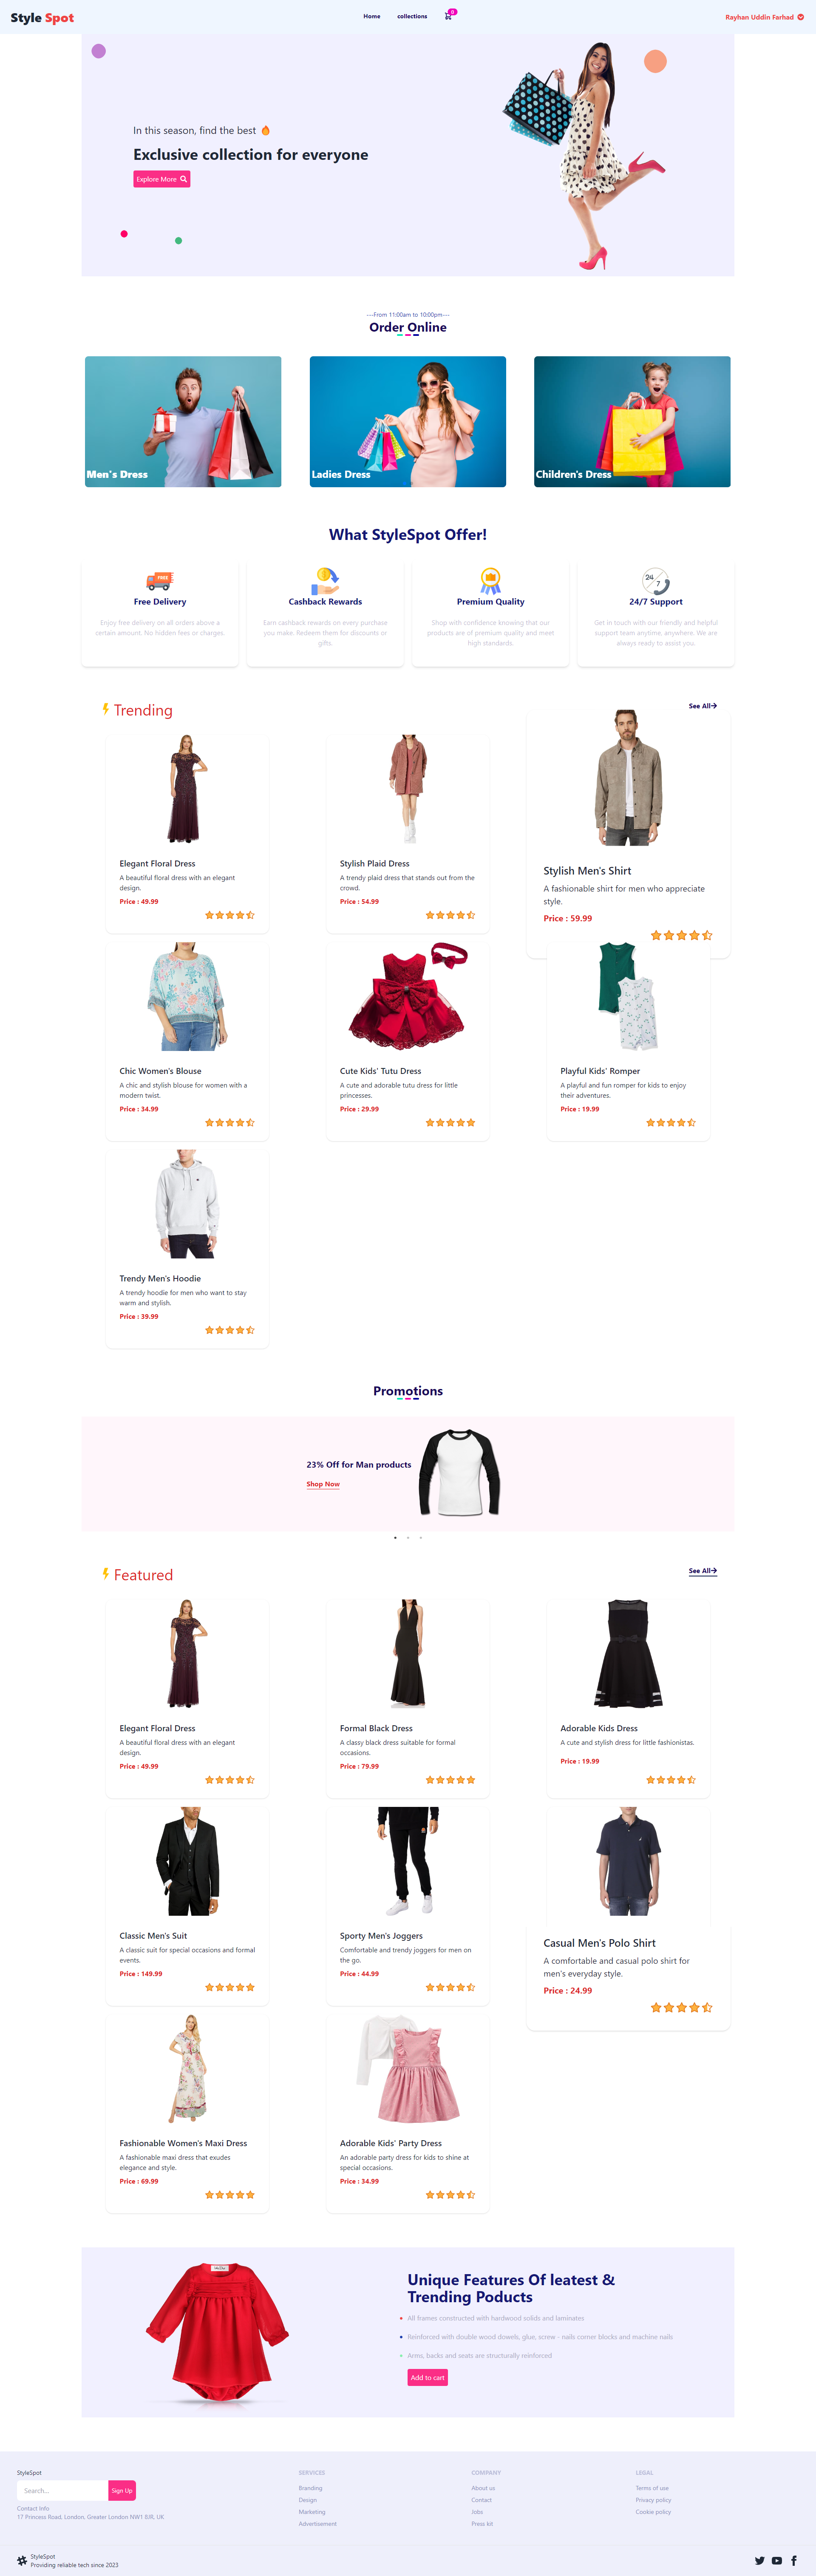 Style Spot
Home
collections
0
Rayhan Uddin Farhad
In this season, find the best
Exclusive collection for everyone
Explore More
---From 11:00am to 10:00pm---
Order Online
Men's Dress
Ladies Dress
Children's Dress
What StyleSpot Offer!
FREE
Free Delivery
Enjoy free delivery on all orders above a
certain amount. No hidden fees or charges.
Cashback Rewards
Earn cashback rewards on every purchase
you make. Redeem them for discounts or
gifts.
Premium Quality
Shop with confidence knowing that our
products are of premium quality and meet
high standards.
24
7
24/7 Support
Get in touch with our friendly and helpful
support team anytime, anywhere. We are
always ready to assist you.
Trending
See All
Elegant Floral Dress
A beautiful floral dress with an elegant
design.
Price : 49.99
Stylish Plaid Dress
A trendy plaid dress that stands out from the
crowd.
Price : 54.99
Stylish Men's Shirt
A fashionable shirt for men who appreciate
style.
Price : 59.99
Chic Women's Blouse
A chic and stylish blouse for women with a
modern twist.
Price : 34.99
Cute Kids' Tutu Dress
A cute and adorable tutu dress for little
princesses.
Price : 29.99
Playful Kids' Romper
A playful and fun romper for kids to enjoy
their adventures.
Price : 19.99
Trendy Men's Hoodie
A trendy hoodie for men who want to stay
warm and stylish.
Price : 39.99
Promotions
23% Off for Man products
Shop Now
Featured
See All
Elegant Floral Dress
A beautiful floral dress with an elegant
design.
Price : 49.99
Formal Black Dress
A classy black dress suitable for formal
occasions.
Price : 79.99
Adorable Kids Dress
A cute and stylish dress for little fashionistas.
Price : 19.99
Classic Men's Suit
A classic suit for special occasions and formal
events.
Price : 149.99
Sporty Men's Joggers
Comfortable and trendy joggers for men on
the go.
Price : 44.99
Casual Men's Polo Shirt
A comfortable and casual polo shirt for
men's everyday style.
Price : 24.99
Fashionable Women's Maxi Dress
A fashionable maxi dress that exudes
elegance and style.
Price : 69.99
Adorable Kids' Party Dress
An adorable party dress for kids to shine at
special occasions.
Price : 34.99
Unique Features Of leatest &
Trending Poducts
All frames constructed with hardwood solids and laminates
Reinforced with double wood dowels, glue, screw - nails corner blocks and machine nails
Arms, backs and seats are structurally reinforced
Add to cart
StyleSpot
Search...
Sign Up
Contact Info
17 Princess Road, London, Greater London NW1 8JR, UK
SERVICES
Branding
Design
Marketing
Advertisement
COMPANY
About us
Contact
Jobs
Press kit
LEGAL
Terms of use
Privacy policy
Cookie policy
StyleSpot
Providing reliable tech since 2023